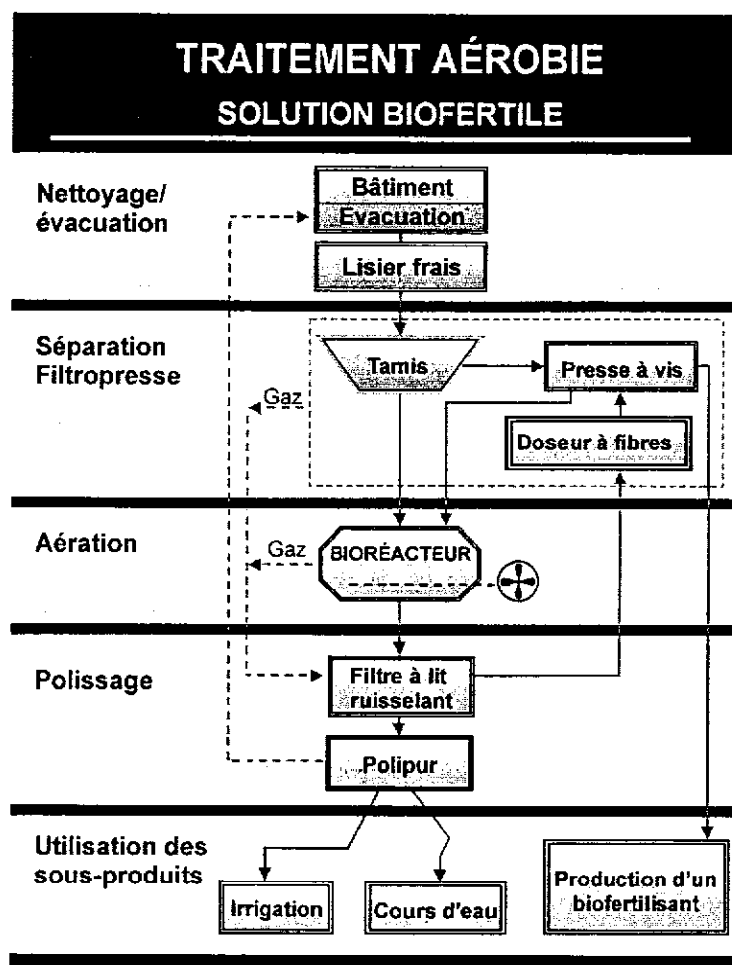 TRAITEMENT AÉROBIE
SOLUTION BIOFERTILE
Nettoyage/
évacuation
Bâtiment
Evacuation
Lisier frais
Séparation
Filtropresse
Tamis
Presse à vis
Gaz
Doseur à fibres
Aération
Gaz
BIORÉACTEUR
Polissage
Filtre à lit
ruisselant
Polipur
Utilisation des
sous-produits
Irrigation
Cours d'eau
Production d'un
biofertilisant